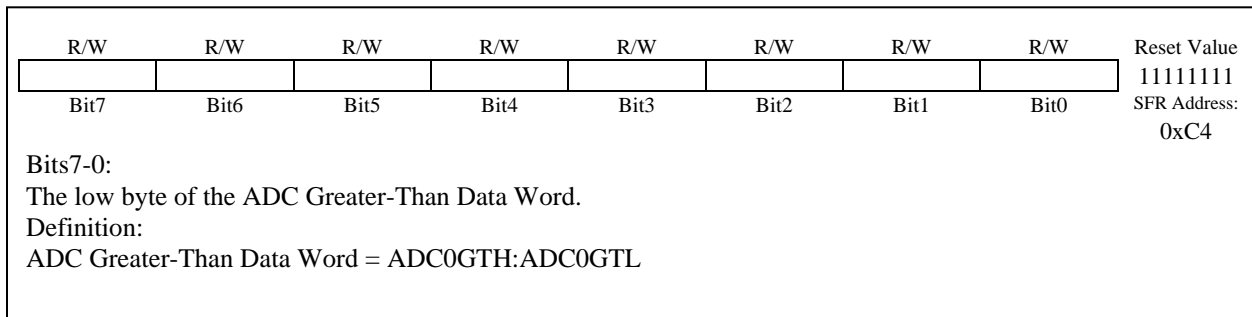 R/W R/W R/W R/W R/W R/W R/W R/W Reset Value
11111111
Bit7 Bit6 Bit5 Bit4 Bit3 Bit2 Bit1 Bit0 SFR Address:
0xC4
Bits7-0:
The low byte of the ADC Greater-Than Data Word.
Definition:
ADC Greater-Than Data Word = ADC0GTH:ADC0GTL